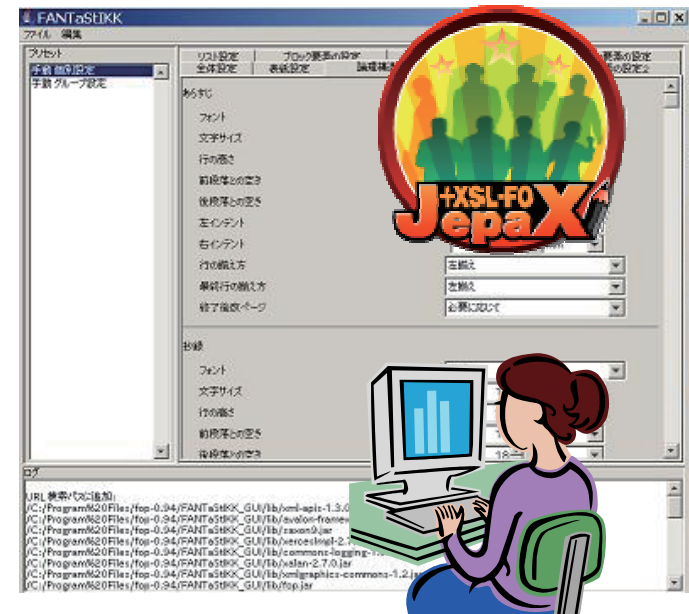 FANTaStIKK
ファイル 編集
プリセット
手動 個別設定
手動 グループ設定
リスト設定
ブロック要素の設定
要素の設定
全体設定
表紙設定
の設定2
あらすじ
フォント
文字サイズ
行の高さ
前段落との空き
後段落との空き
左インデント
右インデント
行の揃え方
左揃え
最終行の揃え方
左揃え
終了後改ページ
必要に応じて
抄録
フォント
文字サイズ
行の高さ
前段落との空き
後段落との空き
+XSL-FO
JepaX
ログ
URL 検索パスに追加:
/C:/Program%20Files/fop-0.94/FANTaStIKK_GUI/lib/xml-apis-1.3.0
/C:/Program%20Files/fop-0.94/FANTaStIKK_GUI/lib/avalon-framew
/C:/Program%20Files/fop-0.94/FANTaStIKK_GUI/lib/saxon9.jar
/C:/Program%20Files/fop-0.94/FANTaStIKK_GUI/lib/xercesImpl-2.7
/C:/Program%20Files/fop-0.94/FANTaStIKK_GUI/lib/commons-logging-1.
/C:/Program%20Files/fop-0.94/FANTaStIKK_GUI/lib/xalan-2.7.0.jar
/C:/Program%20Files/fop-0.94/FANTaStIKK_GUI/lib/xmlgraphics-commons-1.2.jar
/C:/Program%20Files/fop-0.94/FANTaStIKK_GUI/lib/fop.jar